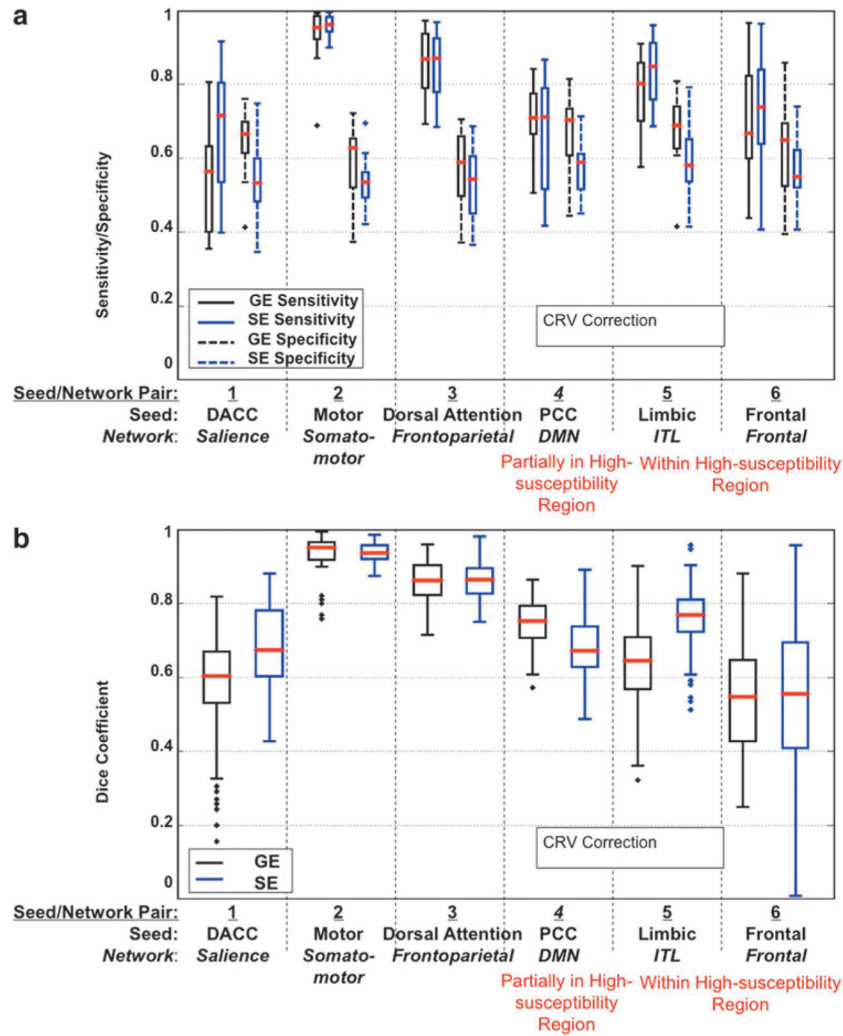 a
1
0.8
0.6
0.4
0.2
0
Sensitivity/Specificity
GE Sensitivity
SE Sensitivity
GE Specificity
SE Specificity
CRV Correction
Seed/Network Pair: 1 2 3 4 5 6
Seed: DACC Motor Dorsal Attention PCC Limbic Frontal
Network: Salience Somato- Frontoparietal DMN ITL Frontal
motor
Partially in High- Within High-susceptibility
susceptibility Region
Region
b
1
0.8
0.6
0.4
0.2
0
Dice Coefficient
GE
SE
CRV Correction
Seed/Network Pair: 1 2 3 4 5 6
Seed: DACC Motor Dorsal Attention PCC Limbic Frontal
Network: Salience Somato- Frontoparietal DMN ITL Frontal
motor
Partially in High- Within High-susceptibility
susceptibility Region
Region